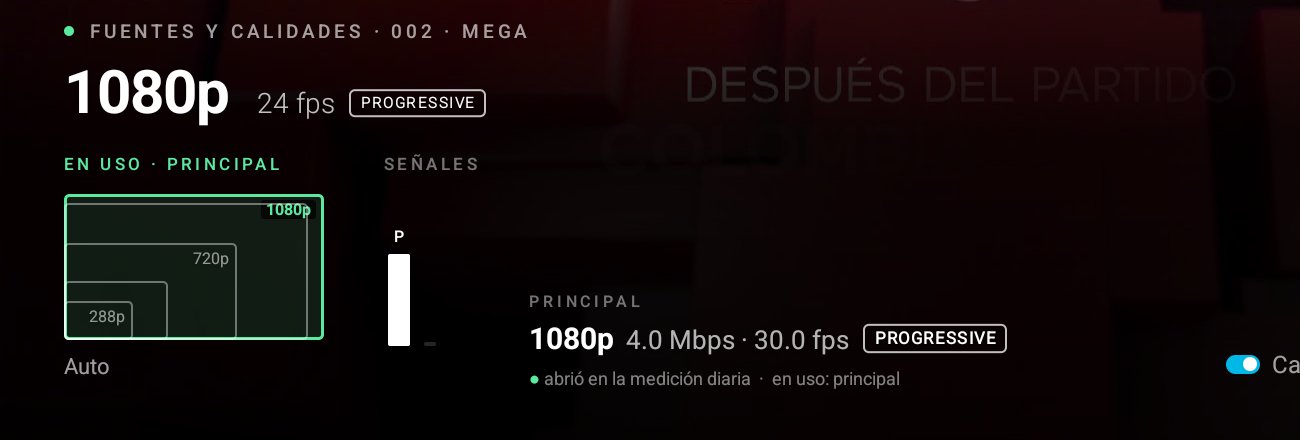 FUENTES Y CALIDADES · 002 · MEGA
DESPUÉS DEL PARTIDO
1080p 24 fps PROGRESSIVE
EN USO · PRINCIPAL
SEÑALES
1080p
720p
288p
Auto
P
PRINCIPAL
1080p 4.0 Mbps · 30.0 fps PROGRESSIVE
abrió en la medición diaria · en uso: principal
Ca